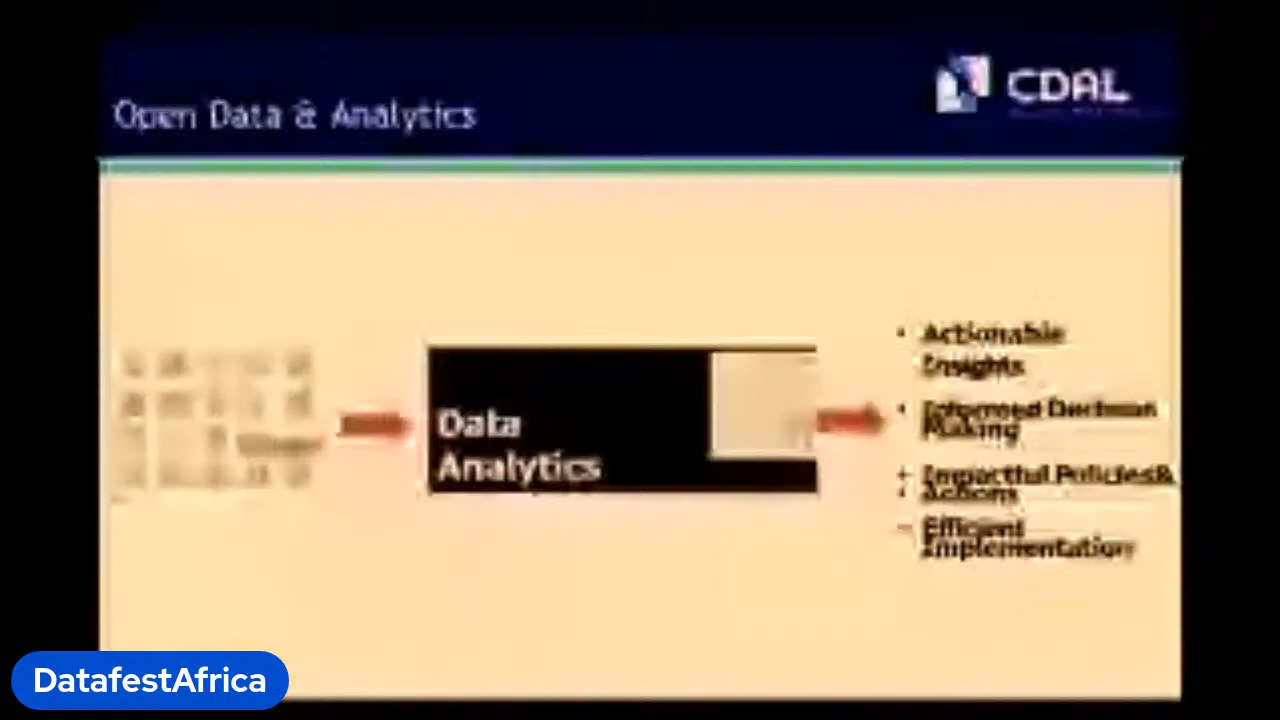 Open Data & Analytics
CDAL
Data
Analytics
• Actionable
Insights
• Informed Decision
Making
• Impactful Policies&
• Actions
Efficient
Implementation
DatafestAfrica